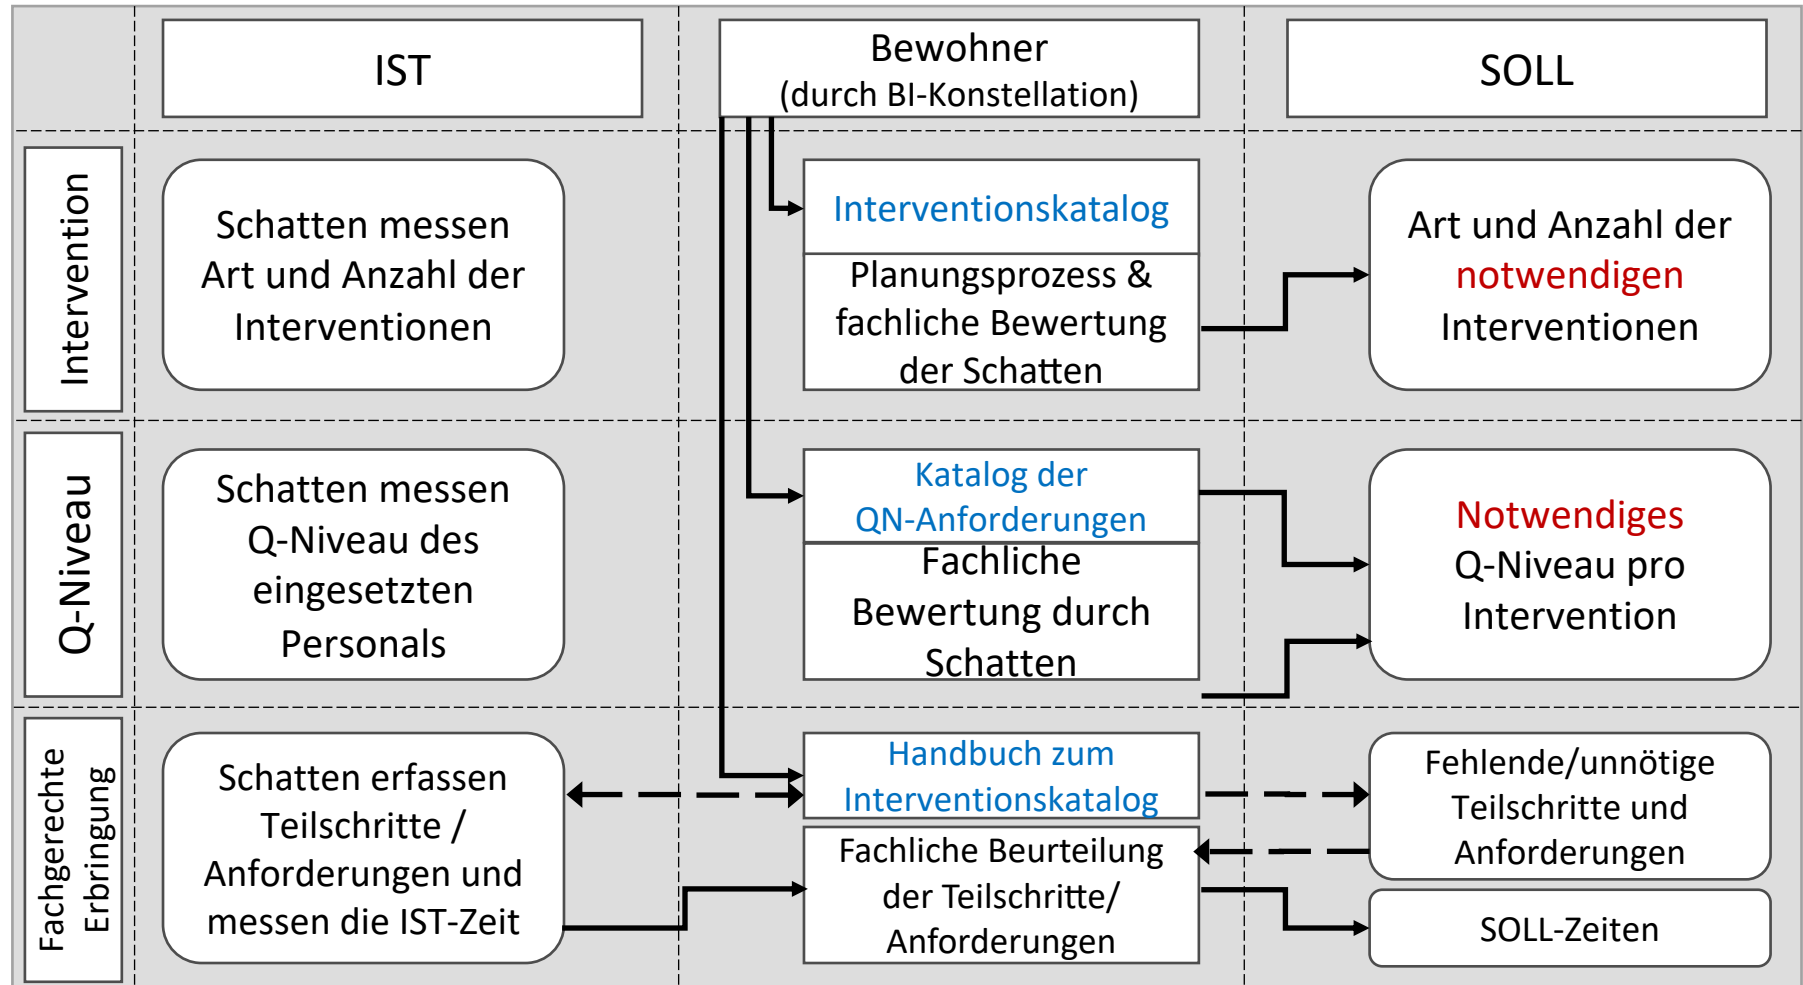 IST
Bewohner
(durch BI-Konstellation)
SOLL
Intervention
Schatten messen
Art und Anzahl der
Interventionen
Interventionskatalog
Planungsprozess &
fachliche Bewertung
der Schatten
Art und Anzahl der
notwendigen
Interventionen
Q-Niveau
Schatten messen
Q-Niveau des
eingesetzten
Personals
Katalog der
QN-Anforderungen
Fachliche
Bewertung durch
Schatten
Notwendiges
Q-Niveau pro
Intervention
Fachgerechte
Erbringung
Schatten erfassen
Teilschritte /
Anforderungen und
messen die IST-Zeit
Handbuch zum
Interventionskatalog
Fachliche Beurteilung
der Teilschritte/
Anforderungen
Fehlende/unnötige
Teilschritte und
Anforderungen
SOLL-Zeiten